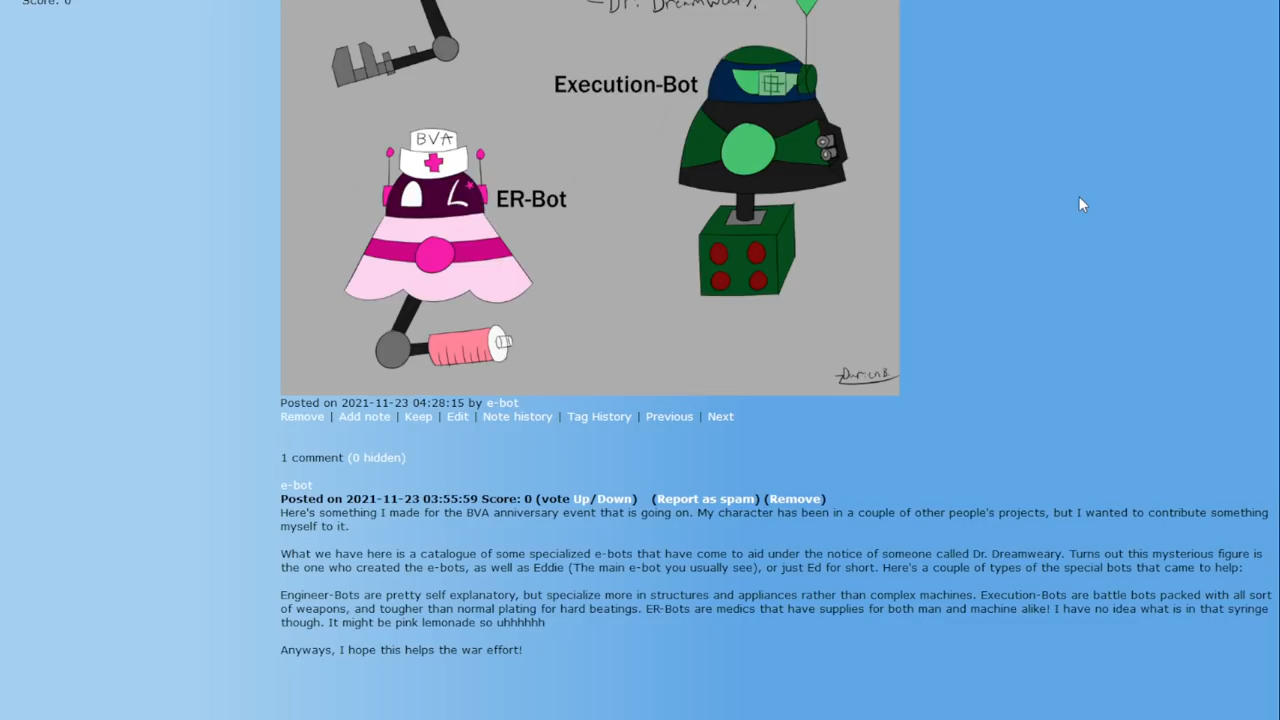 Score: 0
—Dr. Dreamweary.
Execution-Bot
BVA
ER-Bot
Darien B.
Posted on 2021-11-23 04:28:15 by e-bot
Remove | Add note | Keep | Edit | Note history | Tag History | Previous | Next
1 comment (0 hidden)
e-bot
Posted on 2021-11-23 03:55:59 Score: 0 (vote Up/Down) (Report as spam) (Remove)
Here's something I made for the BVA anniversary event that is going on. My character has been in a couple of other people's projects, but I wanted to contribute something
myself to it.
What we have here is a catalogue of some specialized e-bots that have come to aid under the notice of someone called Dr. Dreamweary. Turns out this mysterious figure is
the one who created the e-bots, as well as Eddie (The main e-bot you usually see), or just Ed for short. Here's a couple of types of the special bots that came to help:
Engineer-Bots are pretty self explanatory, but specialize more in structures and appliances rather than complex machines. Execution-Bots are battle bots packed with all sort
of weapons, and tougher than normal plating for hard beatings. ER-Bots are medics that have supplies for both man and machine alike! I have no idea what is in that syringe
though. It might be pink lemonade so uhhhhhh
Anyways, I hope this helps the war effort!